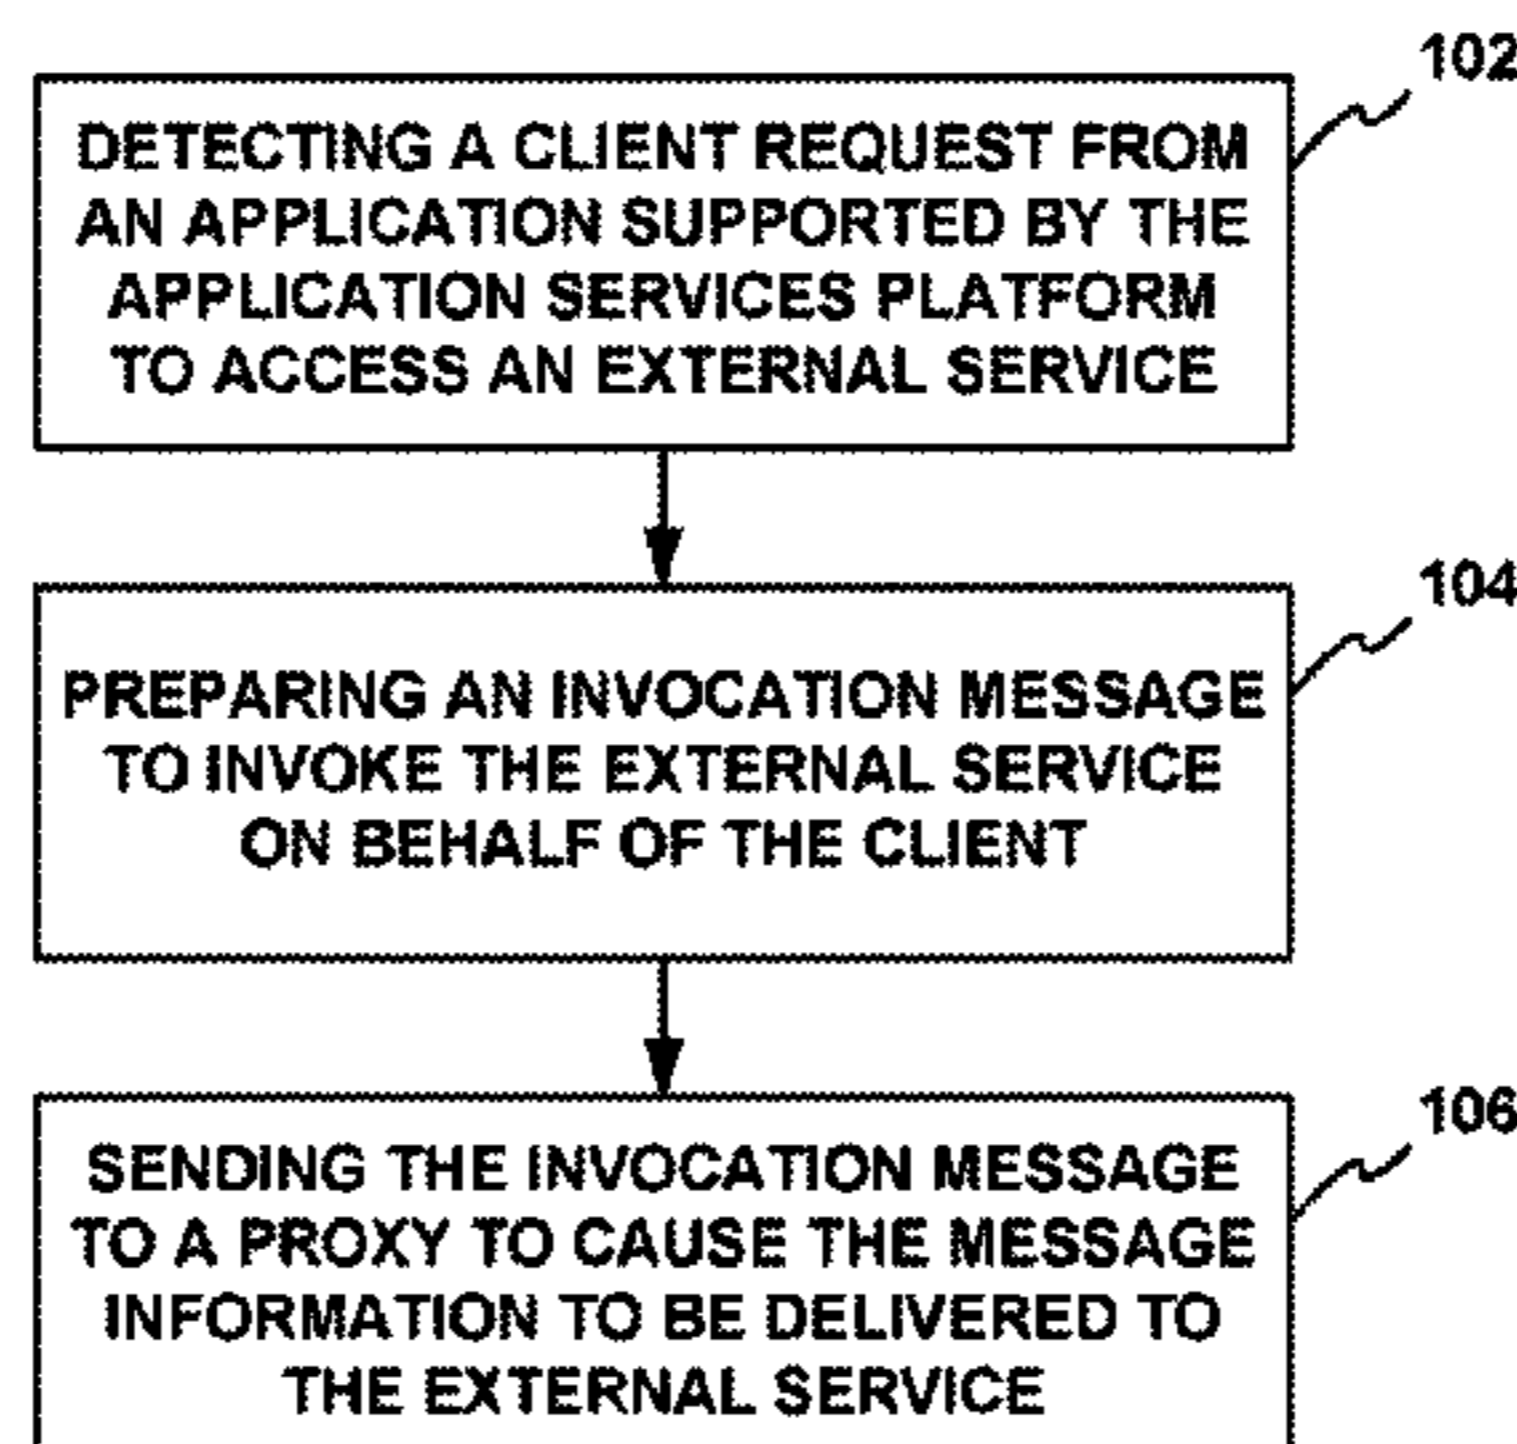 102
DETECTING A CLIENT REQUEST FROM
AN APPLICATION SUPPORTED BY THE
APPLICATION SERVICES PLATFORM
TO ACCESS AN EXTERNAL SERVICE
104
PREPARING AN INVOCATION MESSAGE
TO INVOKE THE EXTERNAL SERVICE
ON BEHALF OF THE CLIENT
106
SENDING THE INVOCATION MESSAGE
TO A PROXY TO CAUSE THE MESSAGE
INFORMATION TO BE DELIVERED TO
THE EXTERNAL SERVICE